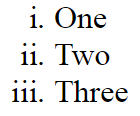 i. One
ii. Two
iii. Three